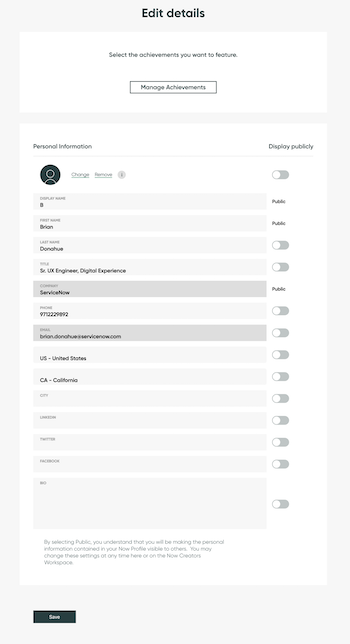 Edit details
Select the achievements you want to feature.
Manage Achievements
Personal Information
Display publicly
Change Remove i
DISPLAY NAME
B
Public
FIRST NAME
Brian
Public
LAST NAME
Donohue
TITLE
Sr. UX Engineer, Digital Experience
COMPANY
ServiceNow
Public
PHONE
9712229892
EMAIL
brian.donohue@servicenow.com
US - United States
CA - California
CITY
LINKEDIN
TWITTER
FACEBOOK
BIO
By selecting Public, you understand that you will be making the personal
information contained in your Now Profile visible to others. You may
change these settings at any time here or on the Now Creators
Workspace.
Save